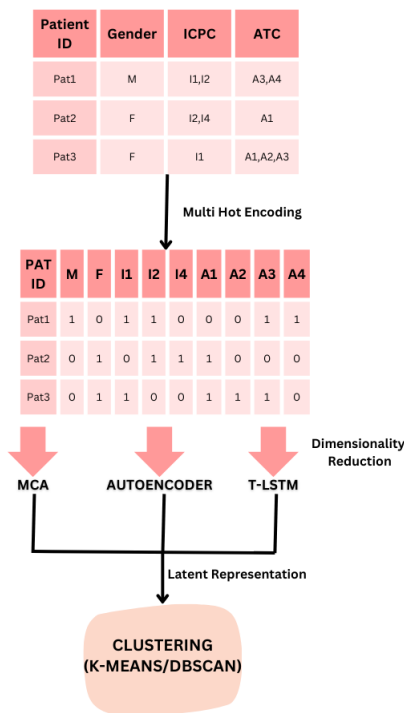 Patient ID Gender ICPC ATC
Pat1 M I1,I2 A3,A4
Pat2 F I2,I4 A1
Pat3 F I1 A1,A2,A3
Multi Hot Encoding
PAT ID M F I1 I2 I4 A1 A2 A3 A4
Pat1 1 0 1 1 0 0 0 1 1
Pat2 0 1 0 1 1 1 0 0 0
Pat3 0 1 1 0 0 1 1 1 0
Dimensionality
Reduction
MCA AUTOENCODER T-LSTM
Latent Representation
CLUSTERING
(K-MEANS/DBSCAN)